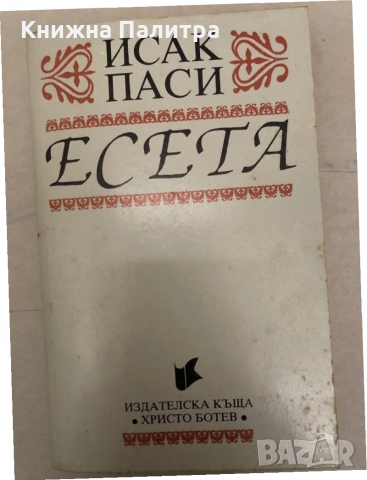 Книжна Палитра
ИСАК
ПАСИ
ЕСЕТА
ИЗДАТЕЛСКА КЪЩА
• ХРИСТО БОТЕВ •
BAZAR